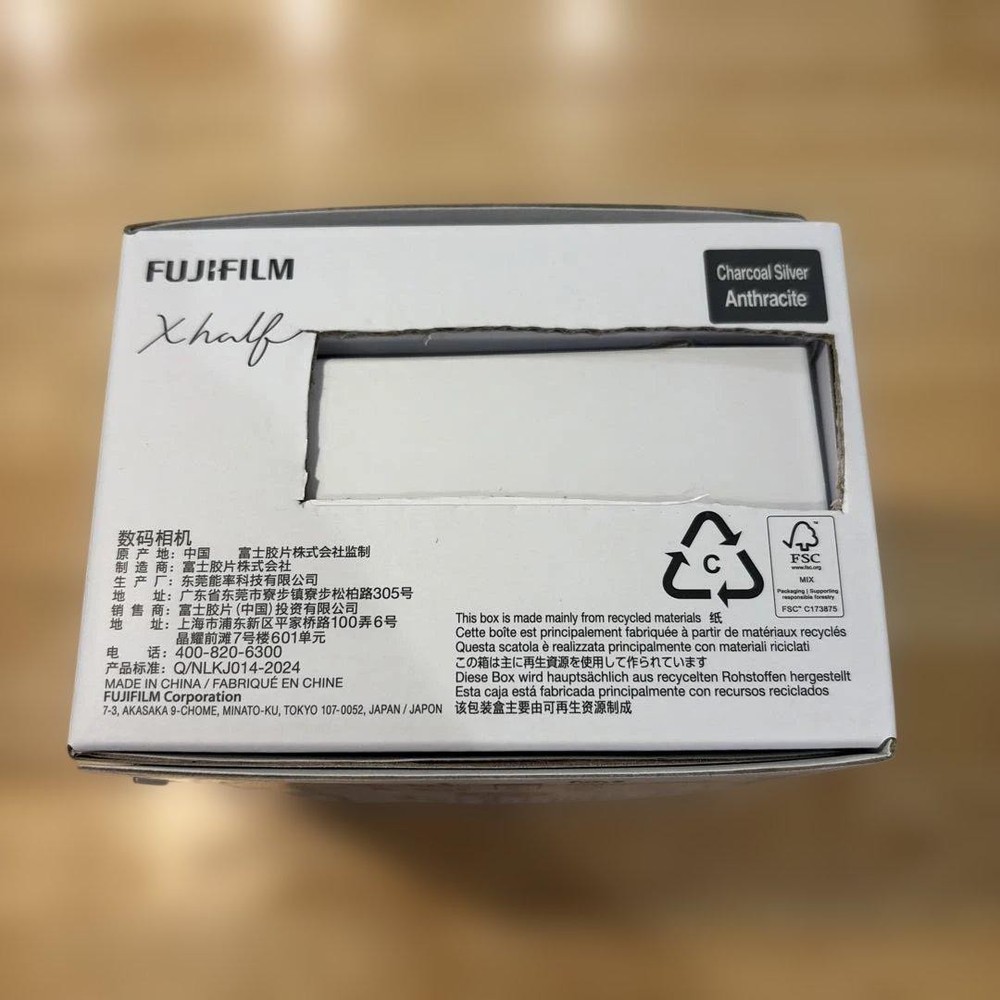 FUJIFILM
X half
Charcoal Silver
Anthracite
数码相机
原 产 地：中国 富士胶片株式会社监制
制 造 商：富士胶片株式会社
生 产 厂：东莞能率科技有限公司
地 址：广东省东莞市寮步镇寮步松柏路305号
销 售 商：富士胶片(中国)投资有限公司
地 址：上海市浦东新区平家桥路100弄6号
晶耀前滩7号楼601单元
电 话：400-820-6300
产品标准：Q/NLKJ014-2024
MADE IN CHINA / FABRIQUÉ EN CHINE
FUJIFILM Corporation
7-3, AKASAKA 9-CHOME, MINATO-KU, TOKYO 107-0052, JAPAN / JAPON
C
纸
FSC™
www.fsc.org
MIX
Packaging | Supporting
responsible forestry
FSC™ C173875
This box is made mainly from recycled materials
Cette boîte est principalement fabriquée à partir de matériaux recyclés
Questa scatola è realizzata principalmente con materiali riciclati
この箱は主に再生資源を使用して作られています
Diese Box wird hauptsächlich aus recycelten Rohstoffen hergestellt
Esta caja está fabricada principalmente con recursos reciclados
该包装盒主要由可再生资源制成